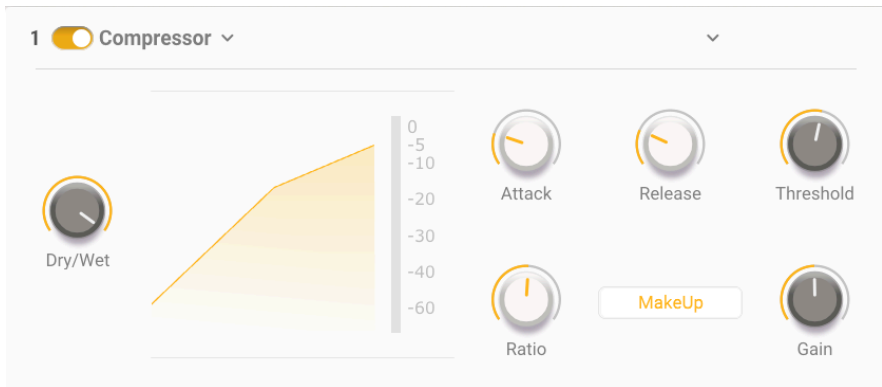 1 Compressor
0
-5
-10
-20
-30
-40
-60
Dry/Wet
Attack
Release
Threshold
Ratio
MakeUp
Gain